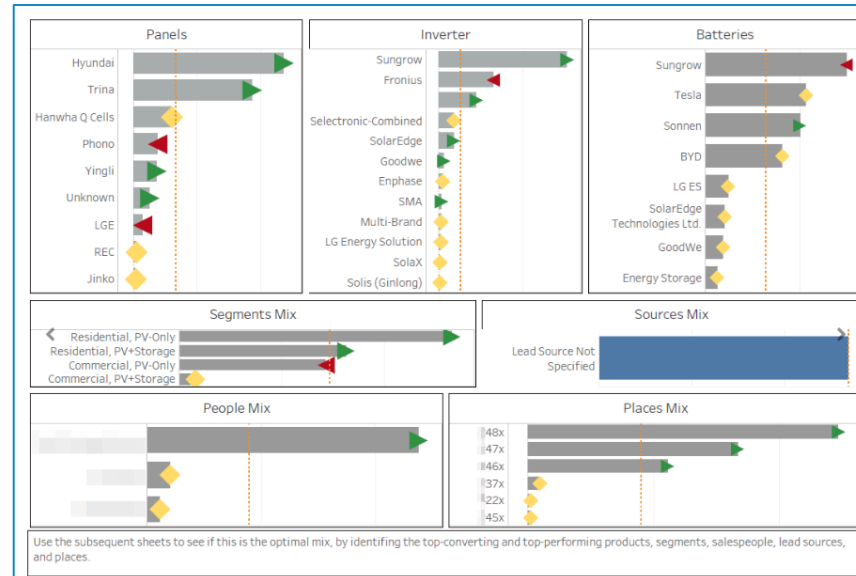 Panels
Hyundai
Trina
Hanwha Q Cells
Phono
Yingli
Unknown
LGE
REC
Jinko
Inverter
Sungrow
Fronius
Selectronic-Combined
SolarEdge
Goodwe
Enphase
SMA
Multi-Brand
LG Energy Solution
SolaX
Solis (Ginlong)
Batteries
Sungrow
Tesla
Sonnen
BYD
LG ES
SolarEdge
Technologies Ltd.
GoodWe
Energy Storage
Segments Mix
Residential, PV-Only
Residential, PV+Storage
Commercial, PV-Only
Commercial, PV+Storage
Sources Mix
Lead Source Not
Specified
People Mix
Places Mix
48x
47x
46x
37x
22x
45x
Use the subsequent sheets to see if this is the optimal mix, by identifing the top-converting and top-performing products, segments, salespeople, lead sources,
and places.